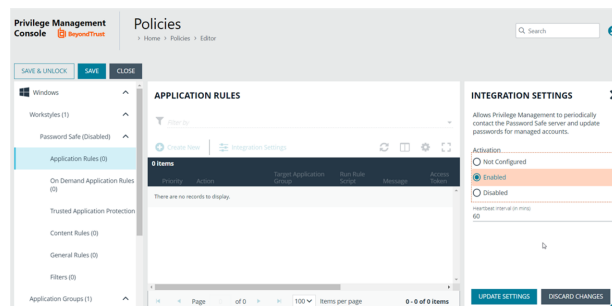 Privilege Management
Console BeyondTrust
Policies
Home > Policies > Editor
Search
SAVE & UNLOCK
SAVE
CLOSE
Windows
Workstyles (1)
Password Safe (Disabled)
Application Rules (0)
On Demand Application Rules
(0)
Trusted Application Protection
Content Rules (0)
General Rules (0)
Filters (0)
Application Groups (1)
APPLICATION RULES
Filter by
Create New
Integration Settings
0 items
Priority
Action
Target Application
Group
Run Rule
Script
Message
Access
Token
There are no records to display.
Page
of 0
100
Items per page
0 - 0 of 0 items
INTEGRATION SETTINGS
Allows Privilege Management to periodically
contact the Password Safe server and update
passwords for managed accounts.
Activation
Not Configured
Enabled
Disabled
Heartbeat Interval (in mins)
60
UPDATE SETTINGS
DISCARD CHANGES